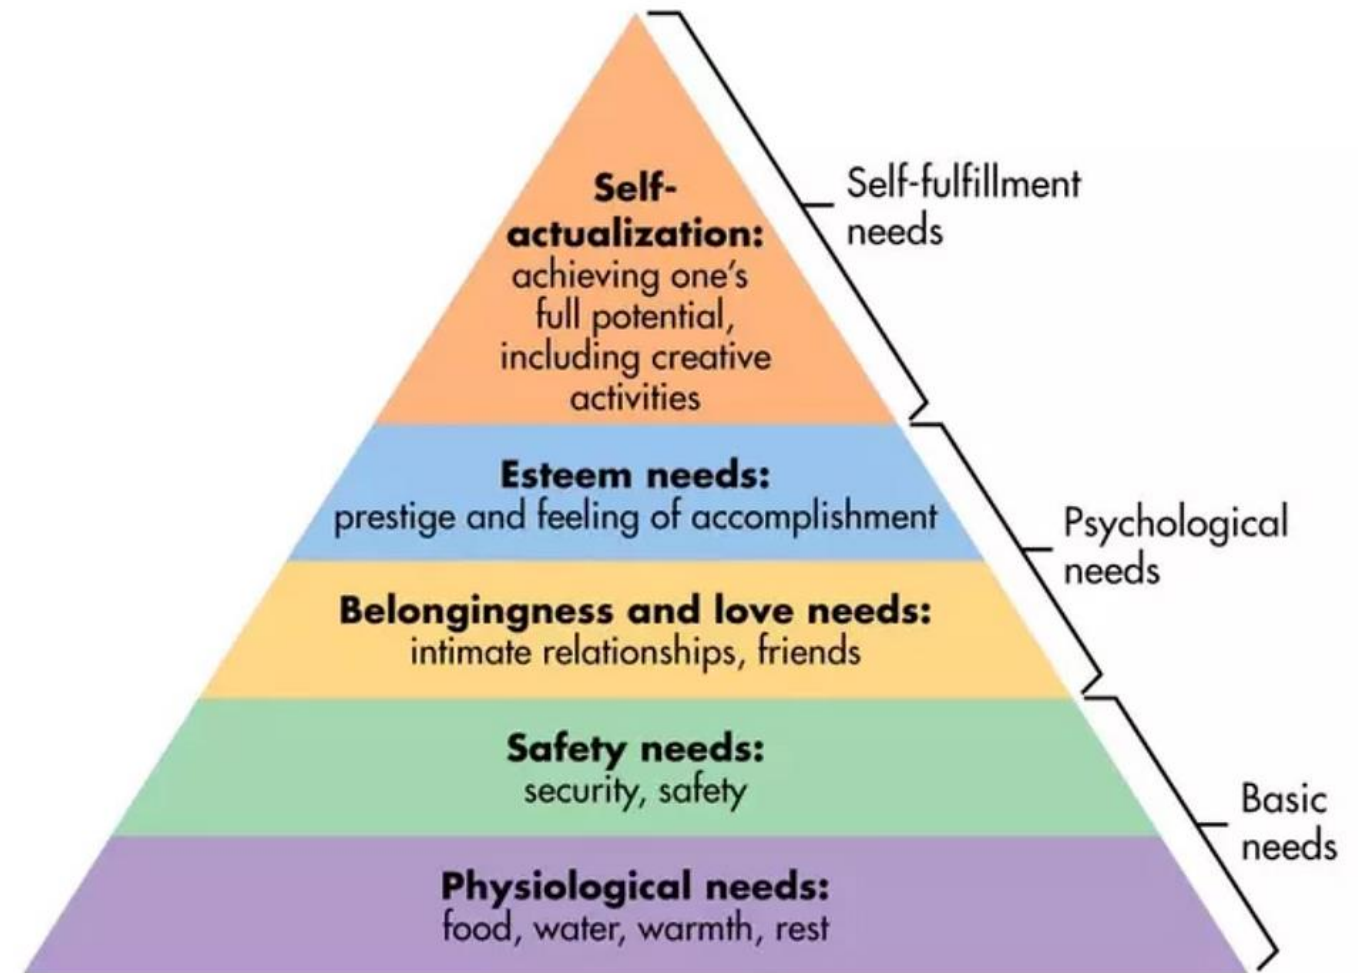 Self-
actualization:
achieving one's
full potential,
including creative
activities
Self-fulfillment
needs
Esteem needs:
prestige and feeling of accomplishment
Psychological
needs
Belongingness and love needs:
intimate relationships, friends
Safety needs:
security, safety
Basic
needs
Physiological needs:
food, water, warmth, rest